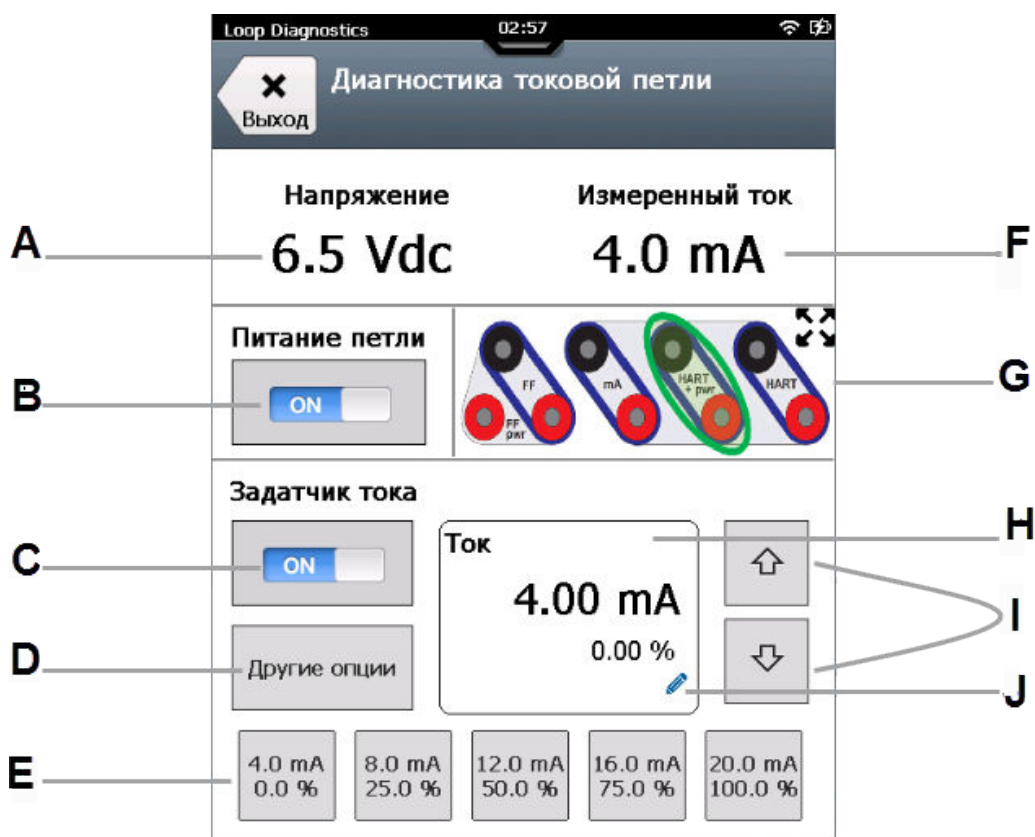 Loop Diagnostics 02:57
Диагностика токовой петли
Выход
Напряжение Измеренный ток
A 6.5 Vdc 4.0 mA F
Питание петли
B ON
FF mA HART + pwr HART
FF pwr
G
Задатчик тока
C ON
Ток
4.00 mA
0.00 %
H
I
D Другие опции
J
E
4.0 mA 8.0 mA 12.0 mA 16.0 mA 20.0 mA
0.0 % 25.0 % 50.0 % 75.0 % 100.0 %